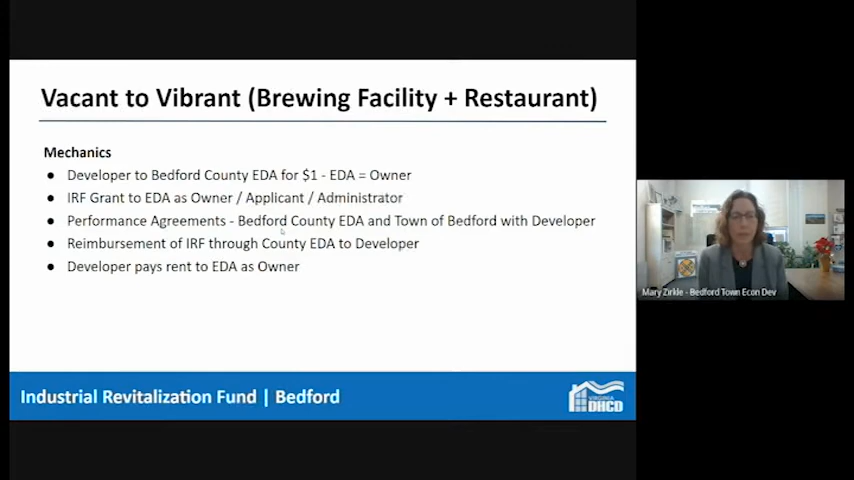 Vacant to Vibrant (Brewing Facility + Restaurant)
Mechanics
● Developer to Bedford County EDA for $1 - EDA = Owner
● IRF Grant to EDA as Owner / Applicant / Administrator
● Performance Agreements - Bedford County EDA and Town of Bedford with Developer
● Reimbursement of IRF through County EDA to Developer
● Developer pays rent to EDA as Owner
Mary Zirkle - Bedford Town Econ Dev
Industrial Revitalization Fund | Bedford
VIRGINIA
DHCD